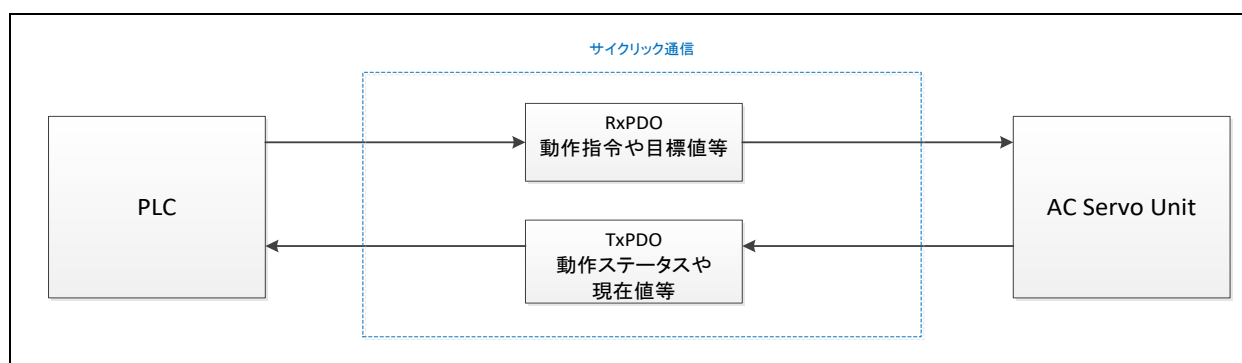 サイクリック通信
PLC
RxPDO
動作指令や目標値等
TxPDO
動作ステータスや
現在値等
AC Servo Unit